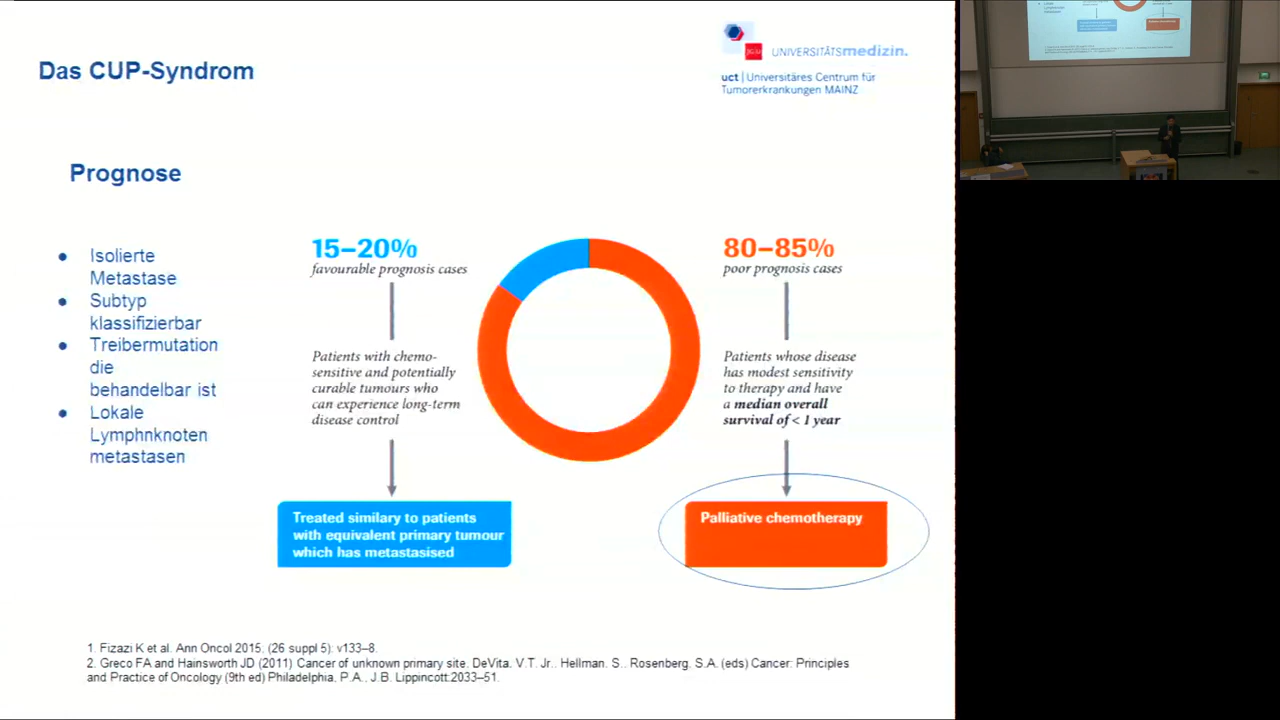 Das CUP-Syndrom
JG|U
UNIVERSITÄTSmedizin.
uct | Universitäres Centrum für
Tumorerkrankungen MAINZ
Prognose
• Isolierte
Metastase
• Subtyp
klassifizierbar
• Treibermutation
die
behandelbar ist
• Lokale
Lymphnknoten
metastasen
15–20%
favourable prognosis cases
Patients with chemo-
sensitive and potentially
curable tumours who
can experience long-term
disease control
Treated similary to patients
with equivalent primary tumour
which has metastasised
80–85%
poor prognosis cases
Patients whose disease
has modest sensitivity
to therapy and have
a median overall
survival of < 1 year
Palliative chemotherapy
1. Fizazi K et al. Ann Oncol 2015, (26 suppl 5): v133–8.
2. Greco FA and Hainsworth JD (2011) Cancer of unknown primary site. DeVita. V.T. Jr.. Hellman. S.. Rosenberg. S.A. (eds) Cancer: Principles
and Practice of Oncology (9th ed) Philadelphia, P.A., J.B. Lippincott:2033–51.